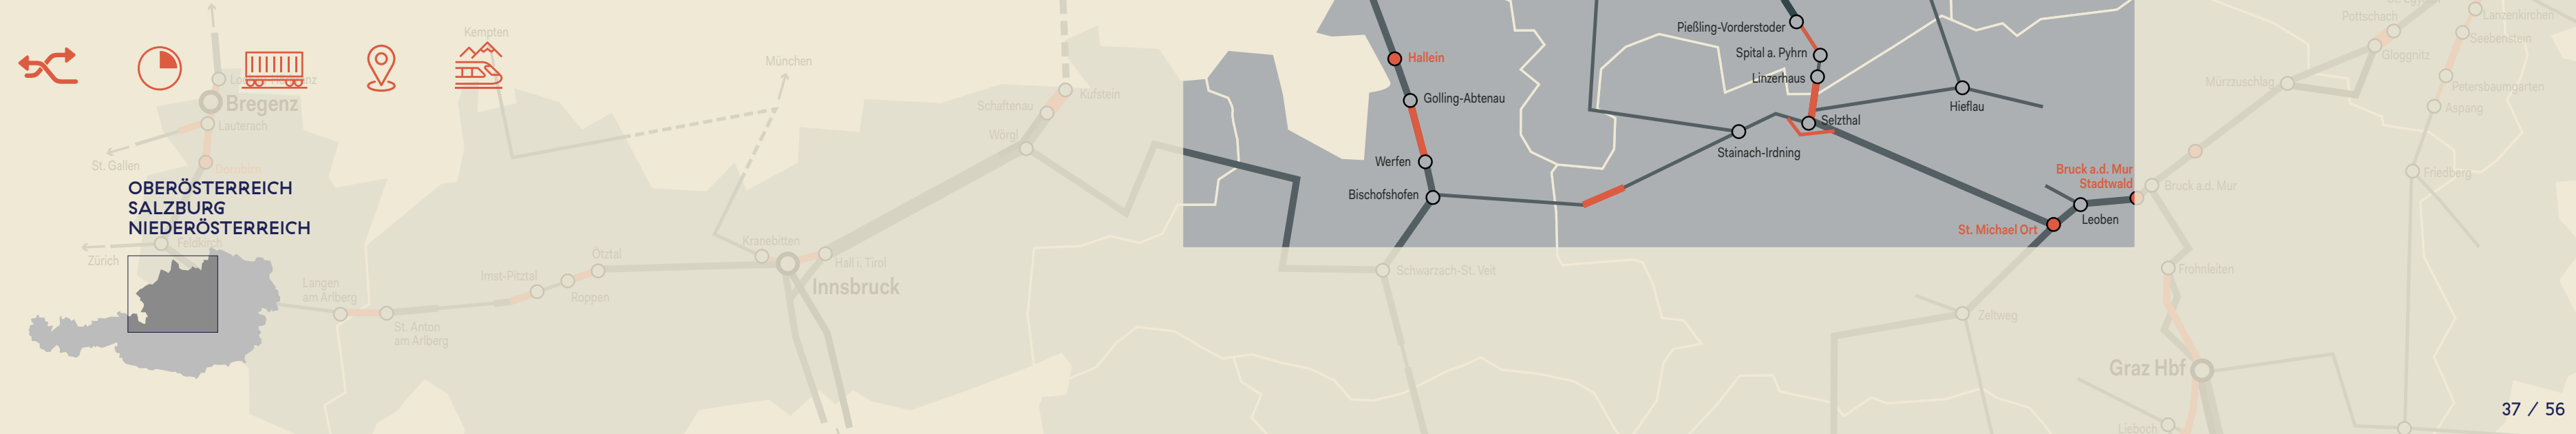 Kempten
München
Bregenz
Lauterach
St. Gallen
Dornbirn
OBERÖSTERREICH
SALZBURG
NIEDERÖSTERREICH
Feldkirch
Zürich
Langen
am Arlberg
St. Anton
am Arlberg
Imst-Pitztal
Roppen
Ötztal
Kranebitten
Hall i. Tirol
Innsbruck
Schaftenau
Wörgl
Kufstein
Hallein
Golling-Abtenau
Werfen
Bischofshofen
Schwarzach-St. Veit
Pießling-Vorderstoder
Spital a. Pyhrn
Linzerhaus
Selzthal
Stainach-Irdning
Hieflau
Bruck a.d. Mur
Stadtwald
Bruck a.d. Mur
Leoben
St. Michael Ort
Zeltweg
Frohnleiten
Graz Hbf
Lieboch
Mürzzuschlag
Pottschach
Gloggnitz
Lanzenkirchen
Seebenstein
Petersbaumgarten
Aspang
Friedberg
37 / 56